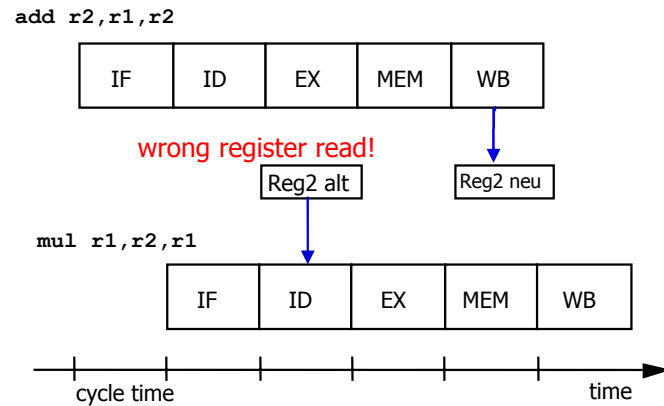 add r2,r1,r2
IF ID EX MEM WB
wrong register read!
Reg2 alt Reg2 neu
mul r1,r2,r1
IF ID EX MEM WB
cycle time time